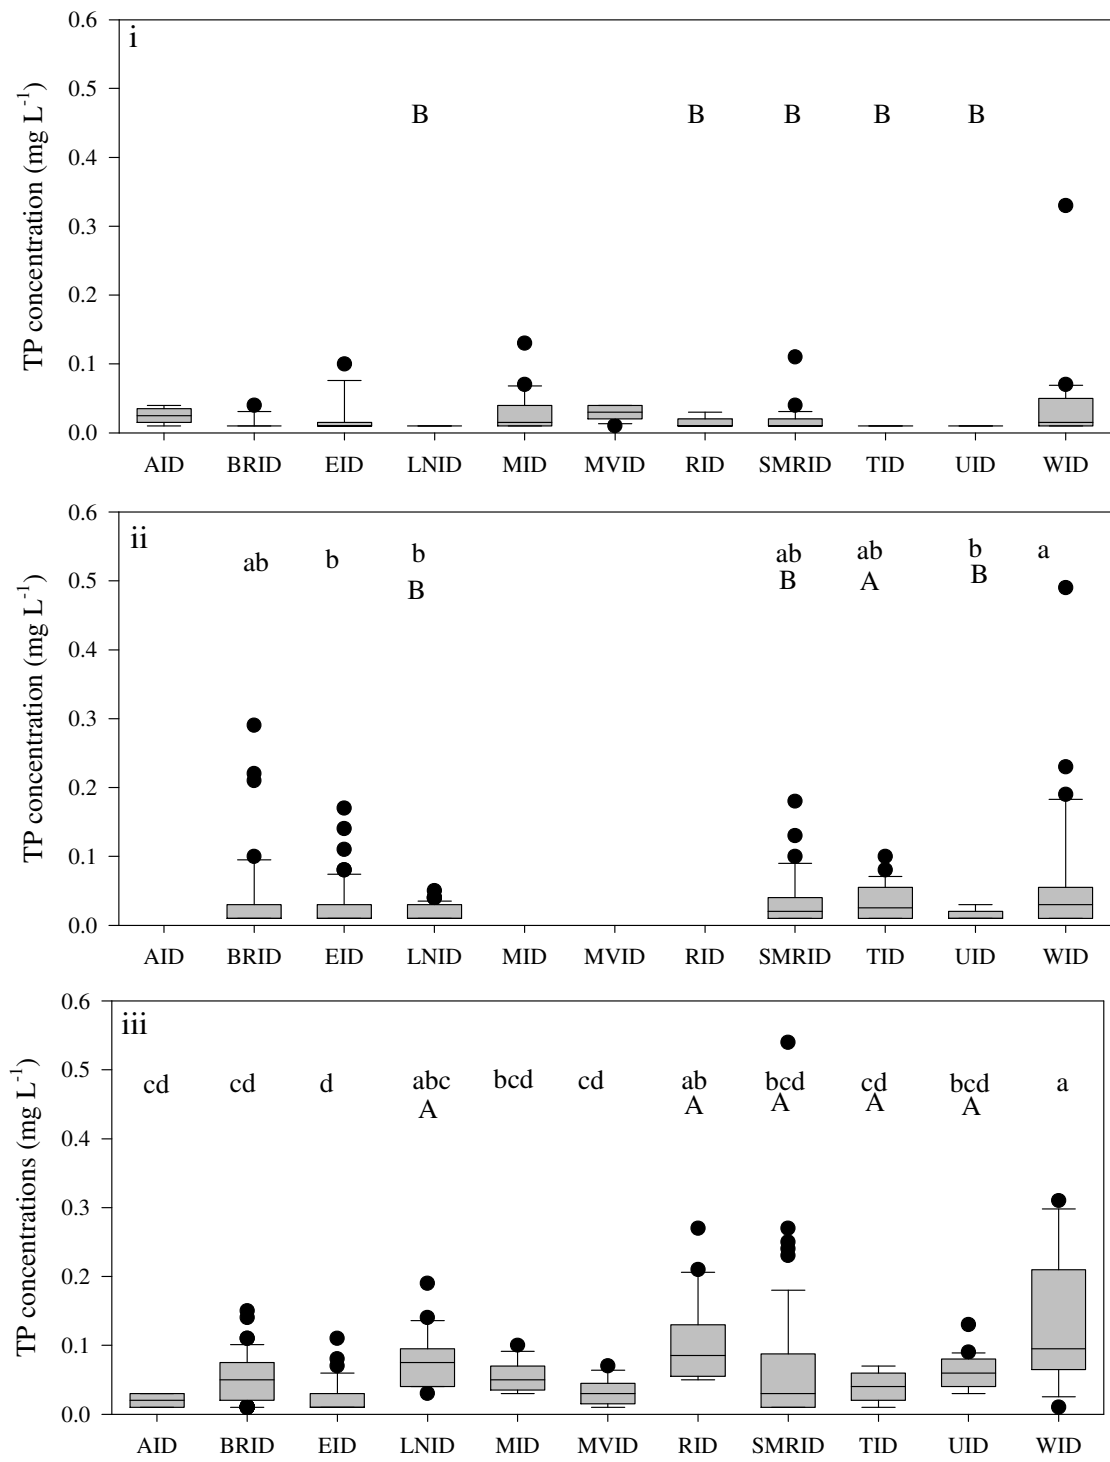 i
TP concentration (mg L-1)
0.6
0.5
0.4
0.3
0.2
0.1
0.0
B B B B B
AID BRID EID LNID MID MVID RID SMRID TID UID WID
ii
TP concentration (mg L-1)
0.6
0.5
0.4
0.3
0.2
0.1
0.0
ab b b ab ab b a
B B A B
AID BRID EID LNID MID MVID RID SMRID TID UID WID
iii
TP concentrations (mg L-1)
0.6
0.5
0.4
0.3
0.2
0.1
0.0
cd cd d abc bcd cd ab bcd cd bcd a
A A A A A
AID BRID EID LNID MID MVID RID SMRID TID UID WID